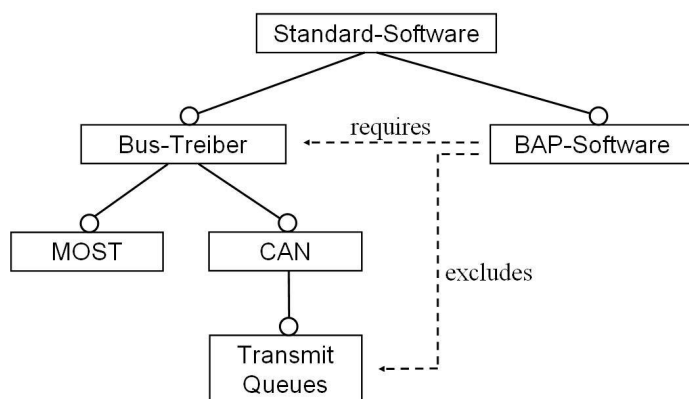 Standard-Software
Bus-Treiber
requires
BAP-Software
MOST
CAN
excludes
Transmit
Queues